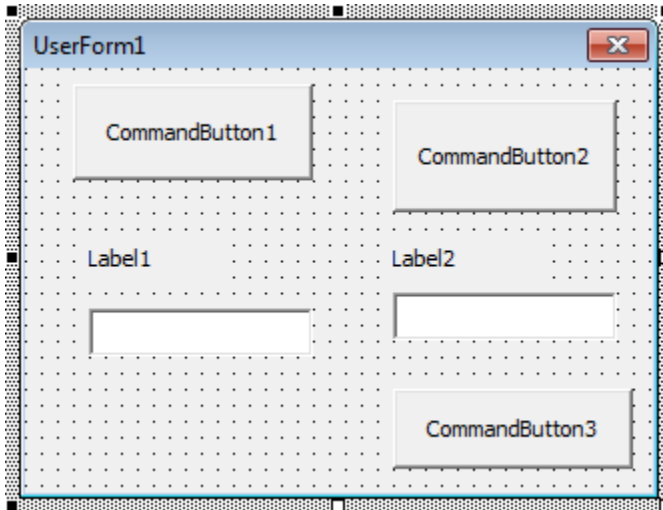 UserForm1
CommandButton1
CommandButton2
Label1
Label2
CommandButton3